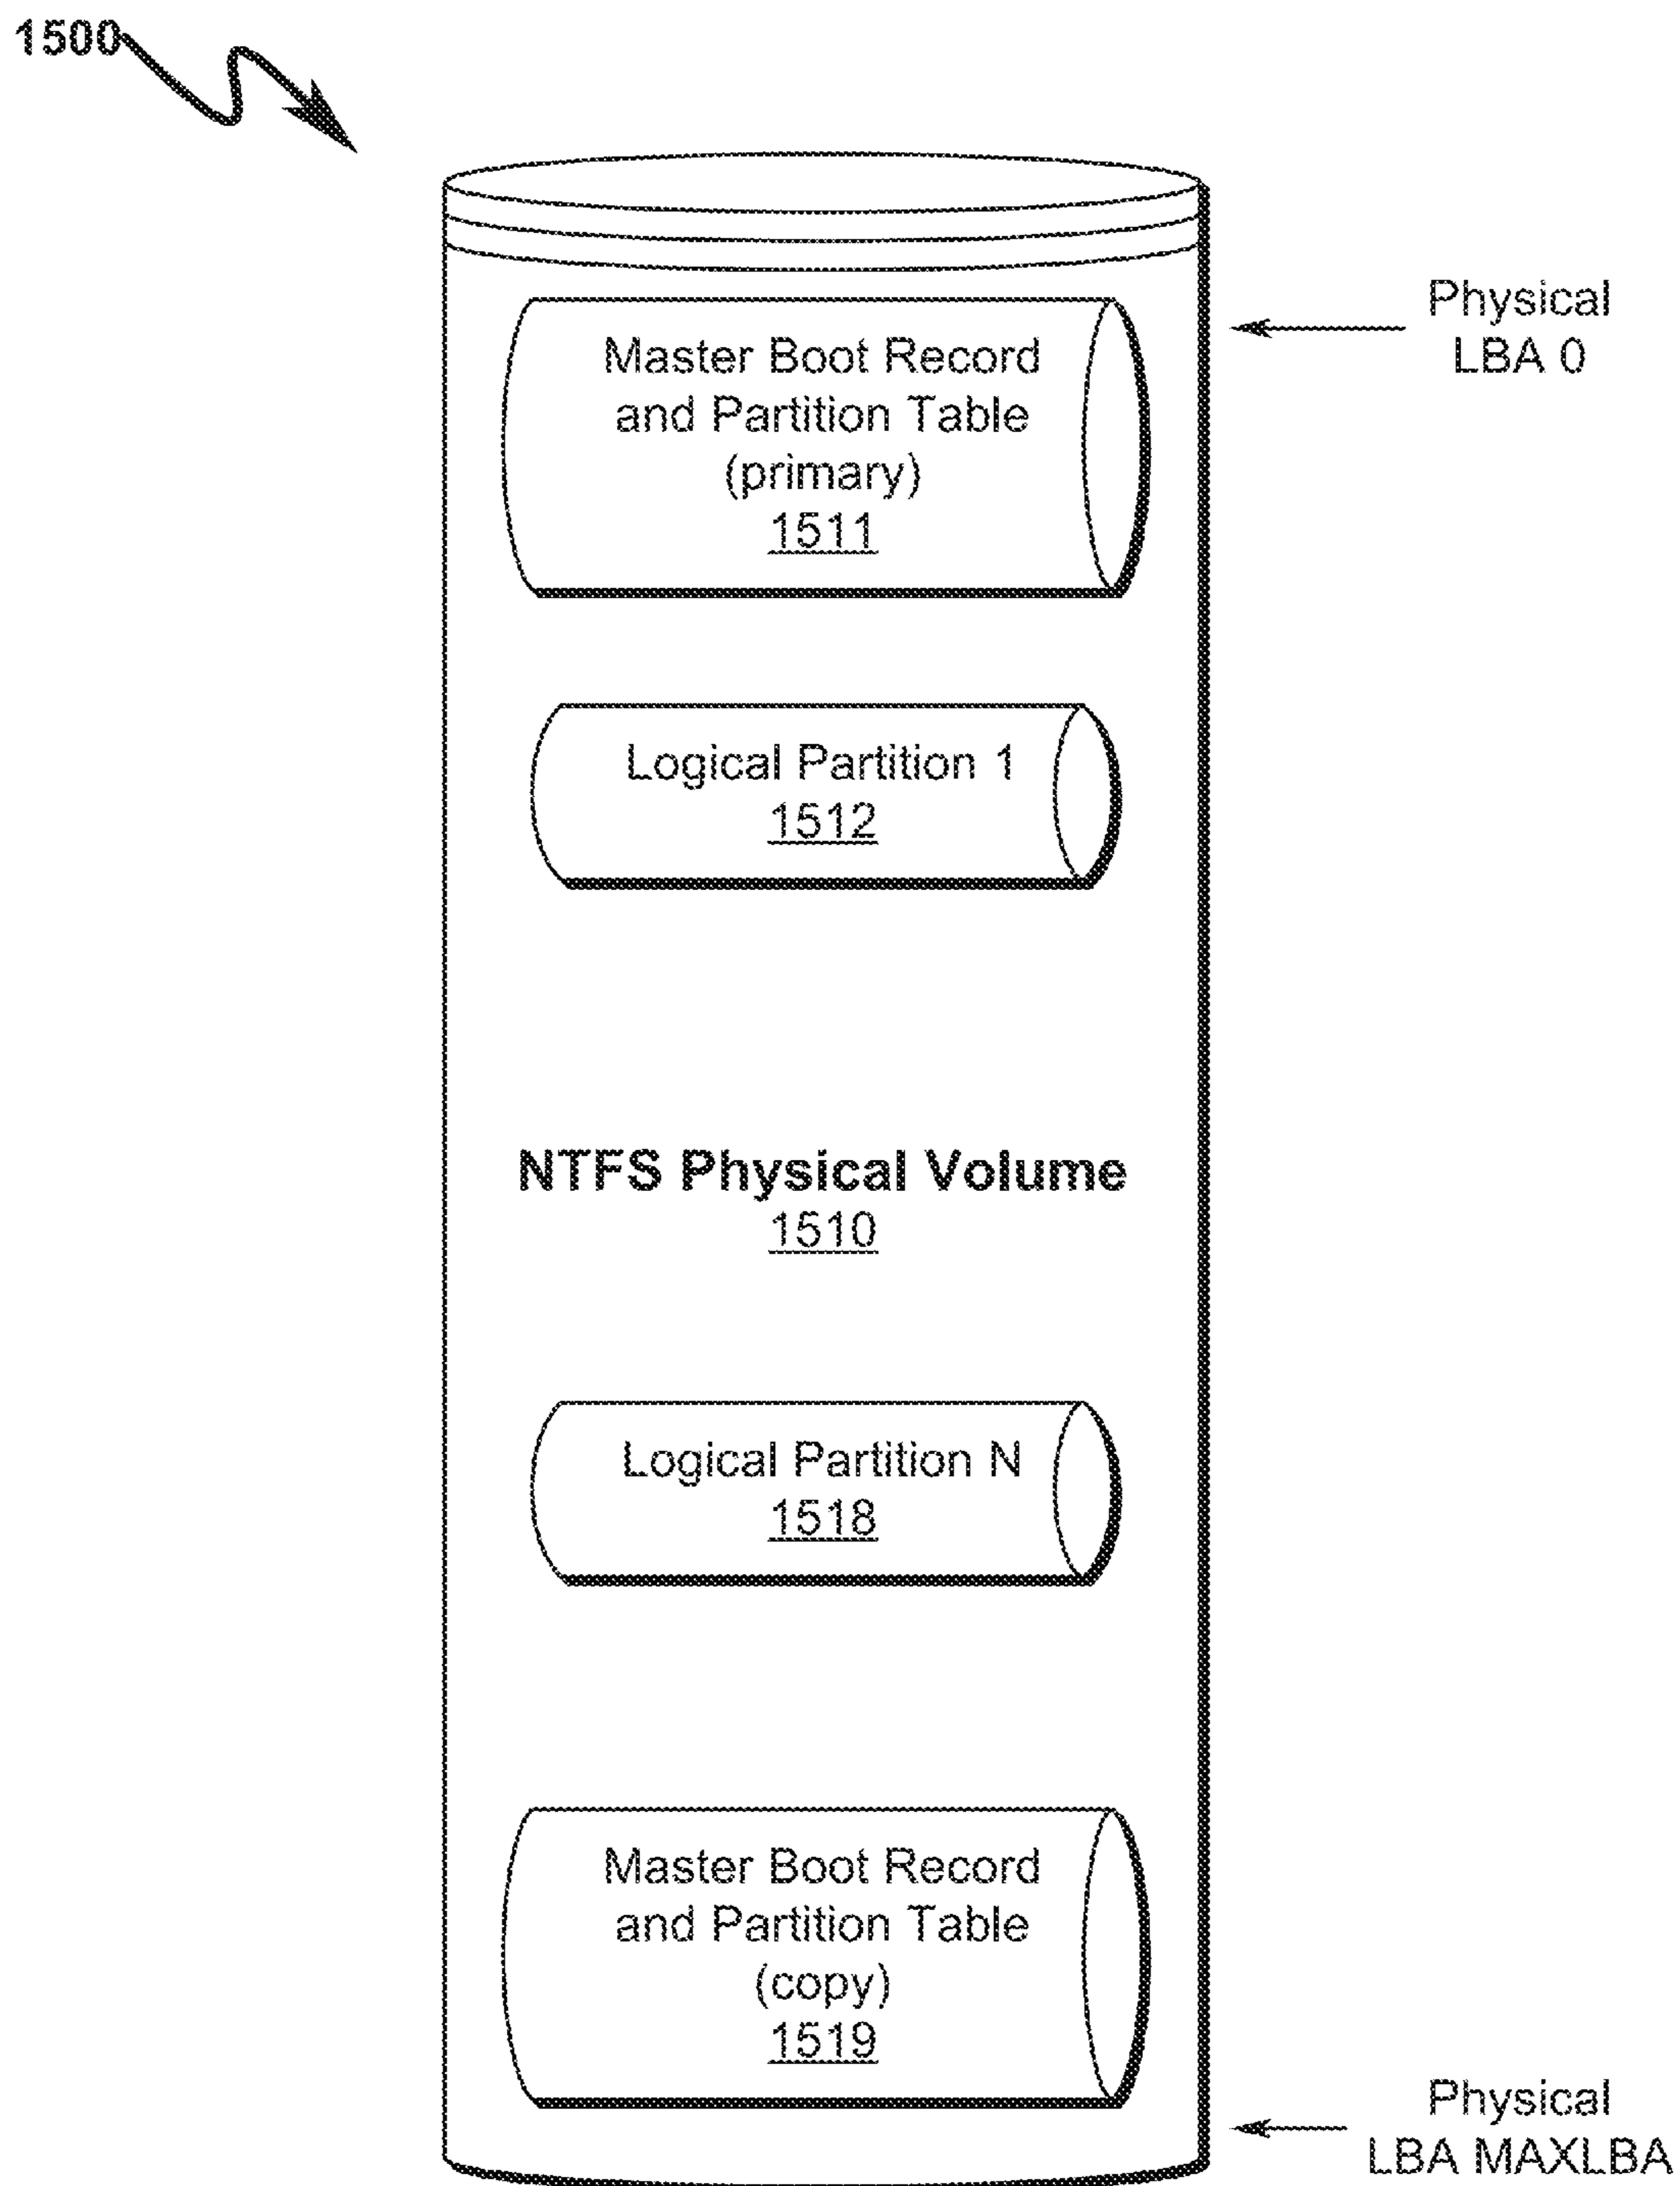 1500
Physical
LBA 0
Master Boot Record
and Partition Table
(primary)
1511
Logical Partition 1
1512
NTFS Physical Volume
1510
Logical Partition N
1518
Master Boot Record
and Partition Table
(copy)
1519
Physical
LBA MAXLBA